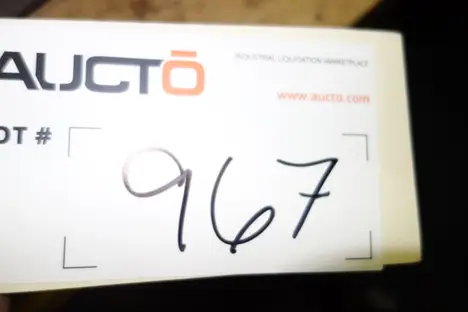 AUCTŌ
INDUSTRIAL LIQUIDATION MARKETPLACE
www.aucto.com
OT #
967